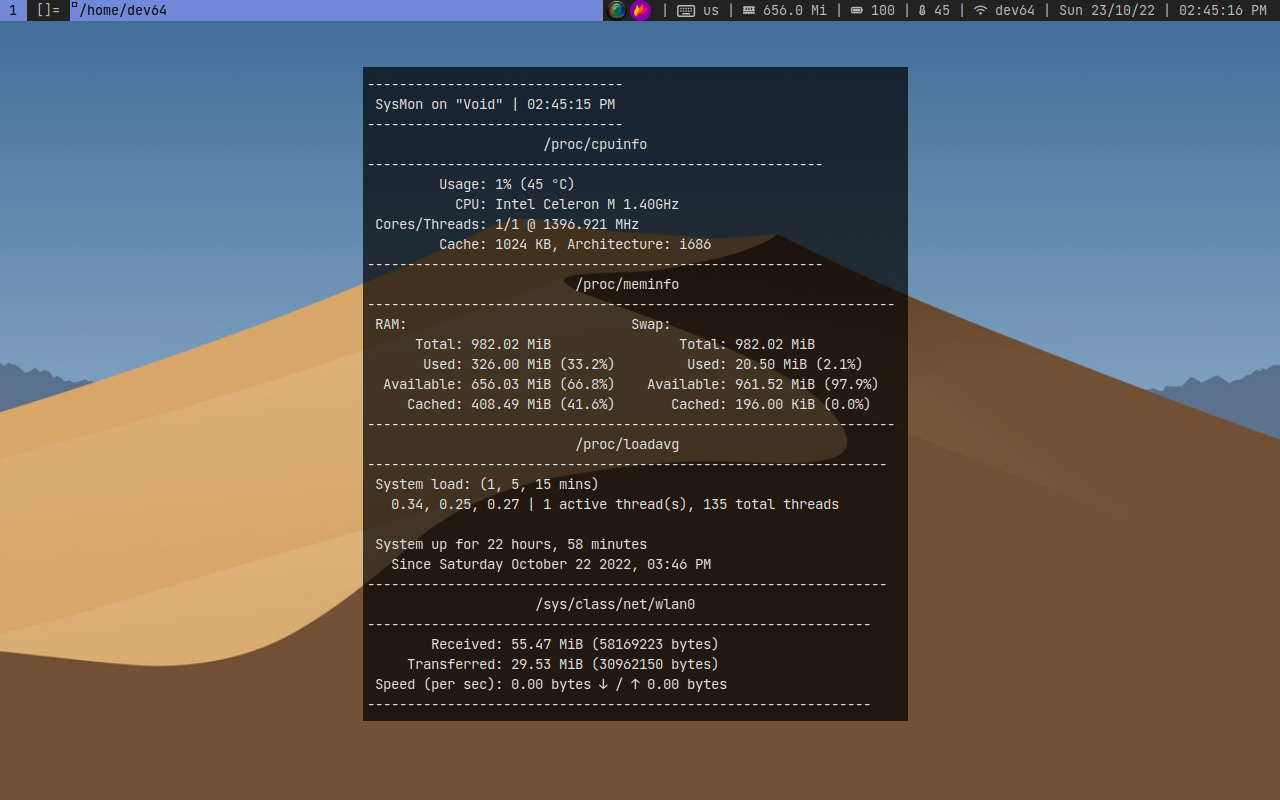 1 []= /home/dev64 | us | 656.0 Mi | 100 | 45 | dev64 | Sun 23/10/22 | 02:45:16 PM
--------------------------------
SysMon on "Void" | 02:45:15 PM
--------------------------------
/proc/cpuinfo
---------------------------------------------------------
Usage: 1% (45 °C)
CPU: Intel Celeron M 1.40GHz
Cores/Threads: 1/1 @ 1396.921 MHz
Cache: 1024 KB, Architecture: i686
---------------------------------------------------------
/proc/meminfo
------------------------------------------------------------------
RAM: Swap:
Total: 982.02 MiB Total: 982.02 MiB
Used: 326.00 MiB (33.2%) Used: 20.50 MiB (2.1%)
Available: 656.03 MiB (66.8%) Available: 961.52 MiB (97.9%)
Cached: 408.49 MiB (41.6%) Cached: 196.00 KiB (0.0%)
------------------------------------------------------------------
/proc/loadavg
-----------------------------------------------------------------
System load: (1, 5, 15 mins)
0.34, 0.25, 0.27 | 1 active thread(s), 135 total threads
System up for 22 hours, 58 minutes
Since Saturday October 22 2022, 03:46 PM
-----------------------------------------------------------------
/sys/class/net/wlan0
---------------------------------------------------------------
Received: 55.47 MiB (58169223 bytes)
Transferred: 29.53 MiB (30962150 bytes)
Speed (per sec): 0.00 bytes ↓ / ↑ 0.00 bytes
---------------------------------------------------------------